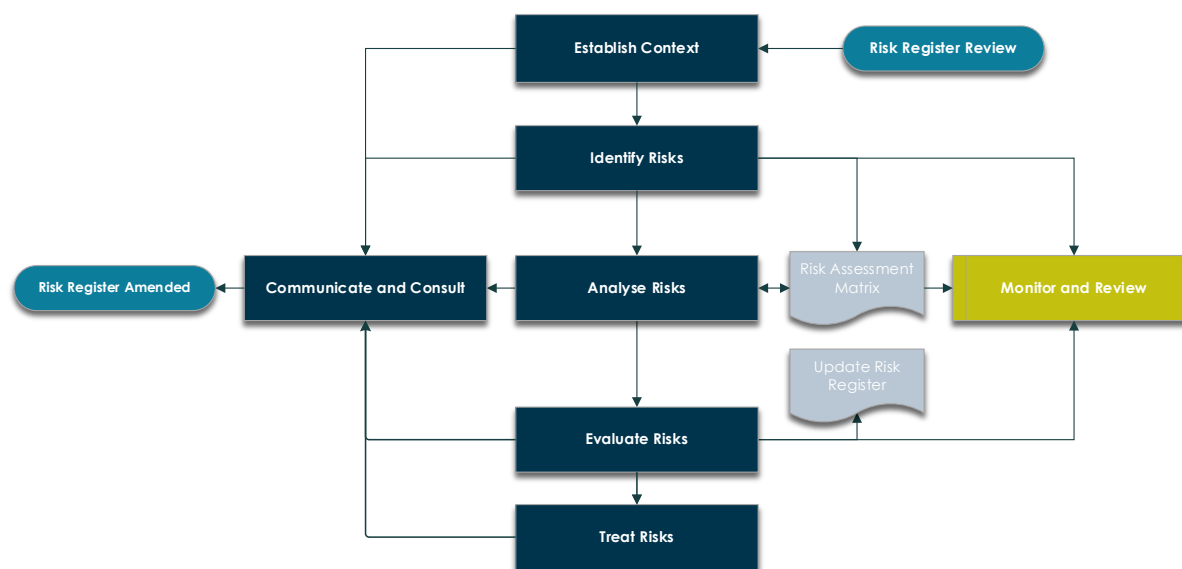 Establish Context
Risk Register Review
Identify Risks
Risk Register Amended
Communicate and Consult
Analyse Risks
Risk Assessment
Matrix
Monitor and Review
Update Risk
Register
Evaluate Risks
Treat Risks